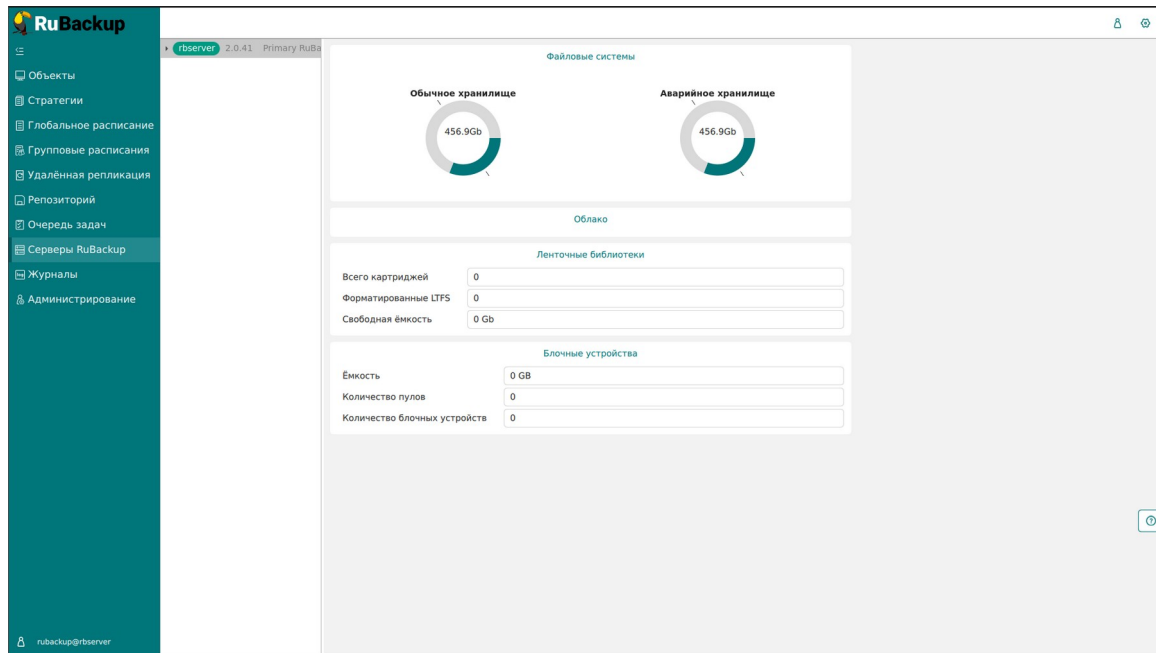 RuBackup
Объекты
Стратегии
Глобальное расписание
Групповые расписания
Удалённая репликация
Репозиторий
Очередь задач
Серверы RuBackup
Журналы
Администрирование
rubackup@rbserver
rbserver 2.0.41 Primary RuBa
Файловые системы
Обычное хранилище
456.9Gb
Аварийное хранилище
456.9Gb
Облако
Ленточные библиотеки
Всего картриджей 0
Форматированные LTFS 0
Свободная ёмкость 0 Gb
Блочные устройства
Ёмкость 0 GB
Количество пулов 0
Количество блочных устройств 0